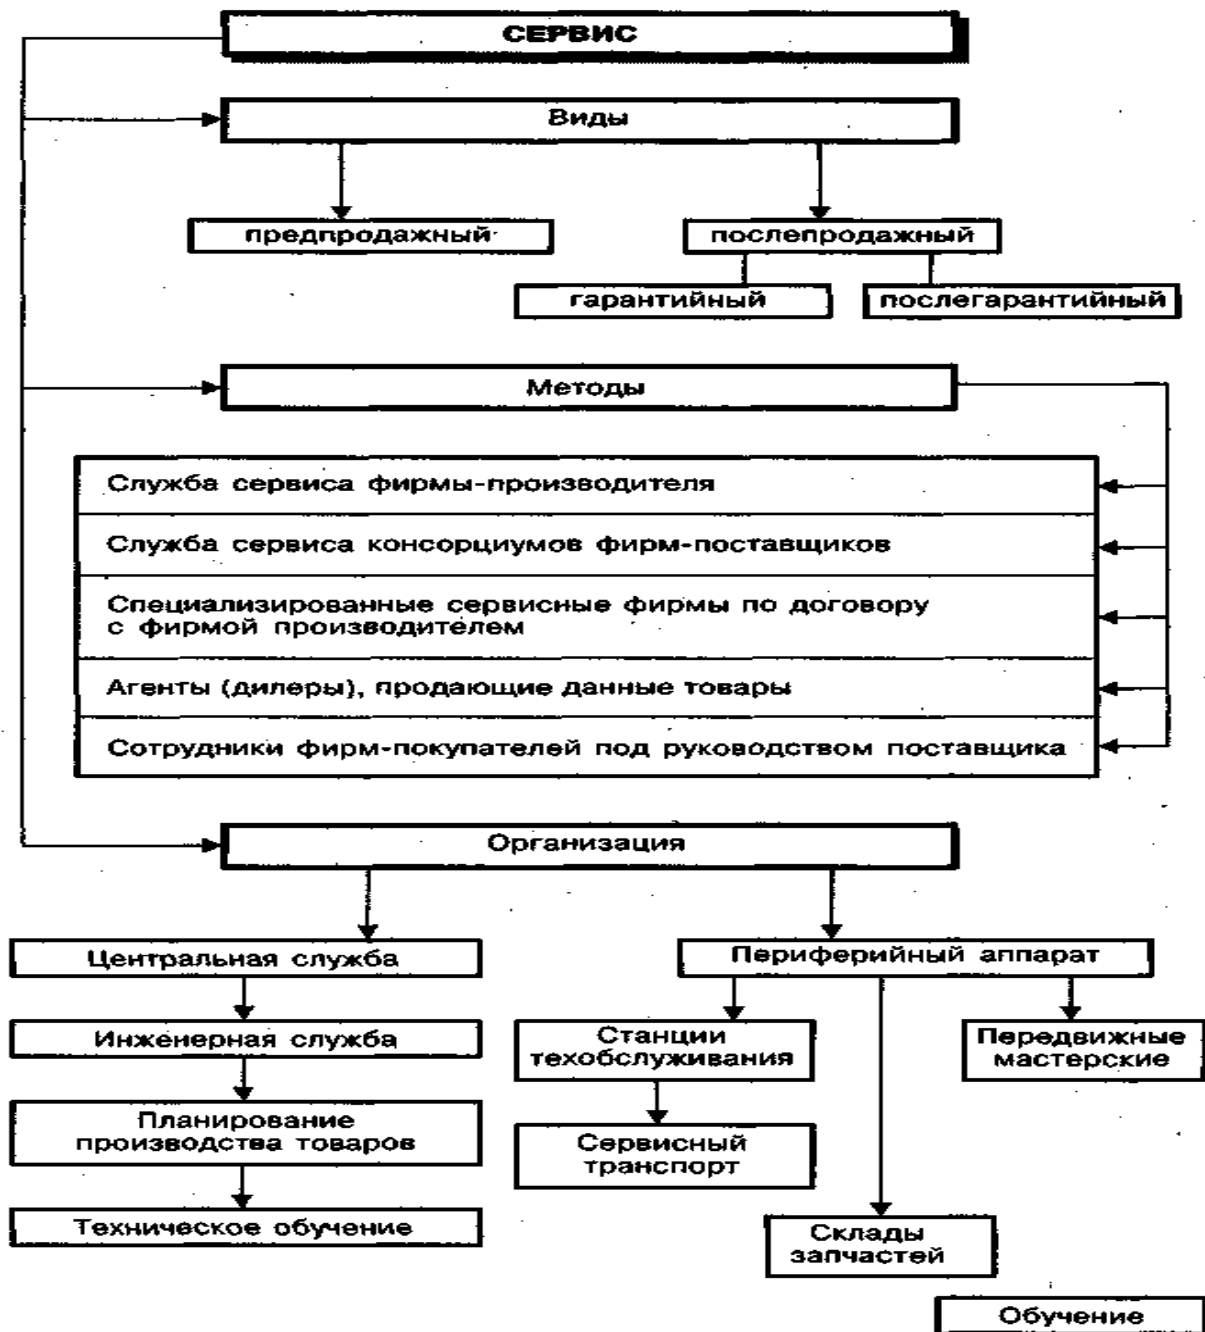 СЕРВИС
Виды
предпродажный
послепродажный
гарантийный
послегарантийный
Методы
Служба сервиса фирмы-производителя
Служба сервиса консорциумов фирм-поставщиков
Специализированные сервисные фирмы по договору
с фирмой производителем
Агенты (дилеры), продающие данные товары
Сотрудники фирм-покупателей под руководством поставщика
Организация
Центральная служба
Периферийный аппарат
Инженерная служба
Станции
техобслуживания
Передвижные
мастерские
Планирование
производства товаров
Сервисный
транспорт
Техническое обучение
Склады
запчастей
Обучение